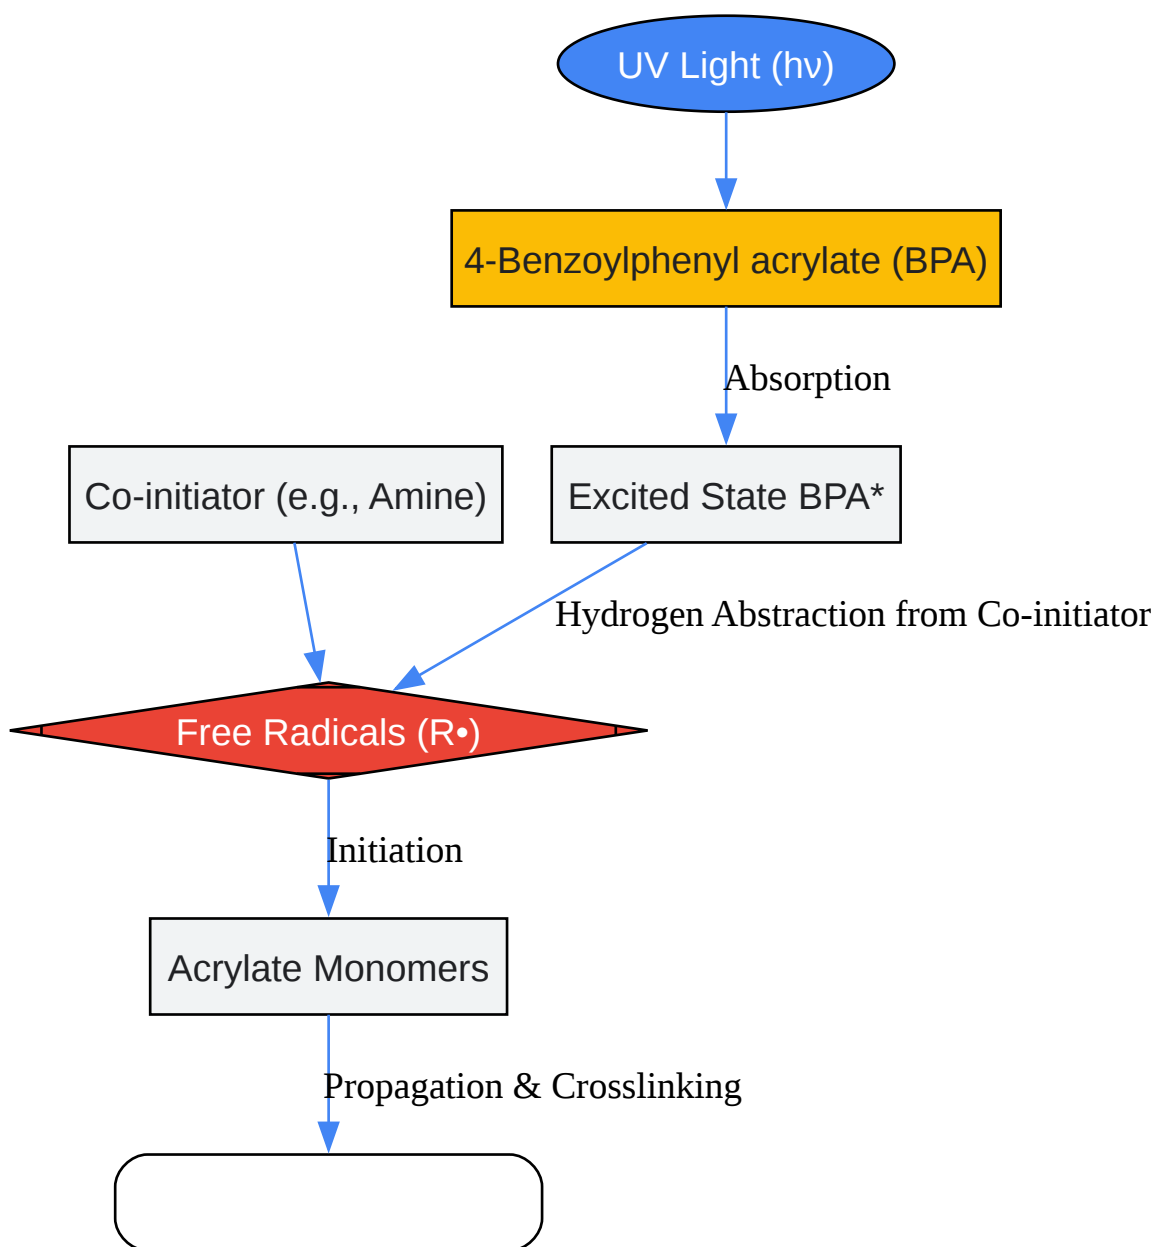 UV Light (hν)
4-Benzoylphenyl acrylate (BPA)
Absorption
Co-initiator (e.g., Amine)
Excited State BPA*
Hydrogen Abstraction from Co-initiator
Free Radicals (R•)
Initiation
Acrylate Monomers
Propagation & Crosslinking